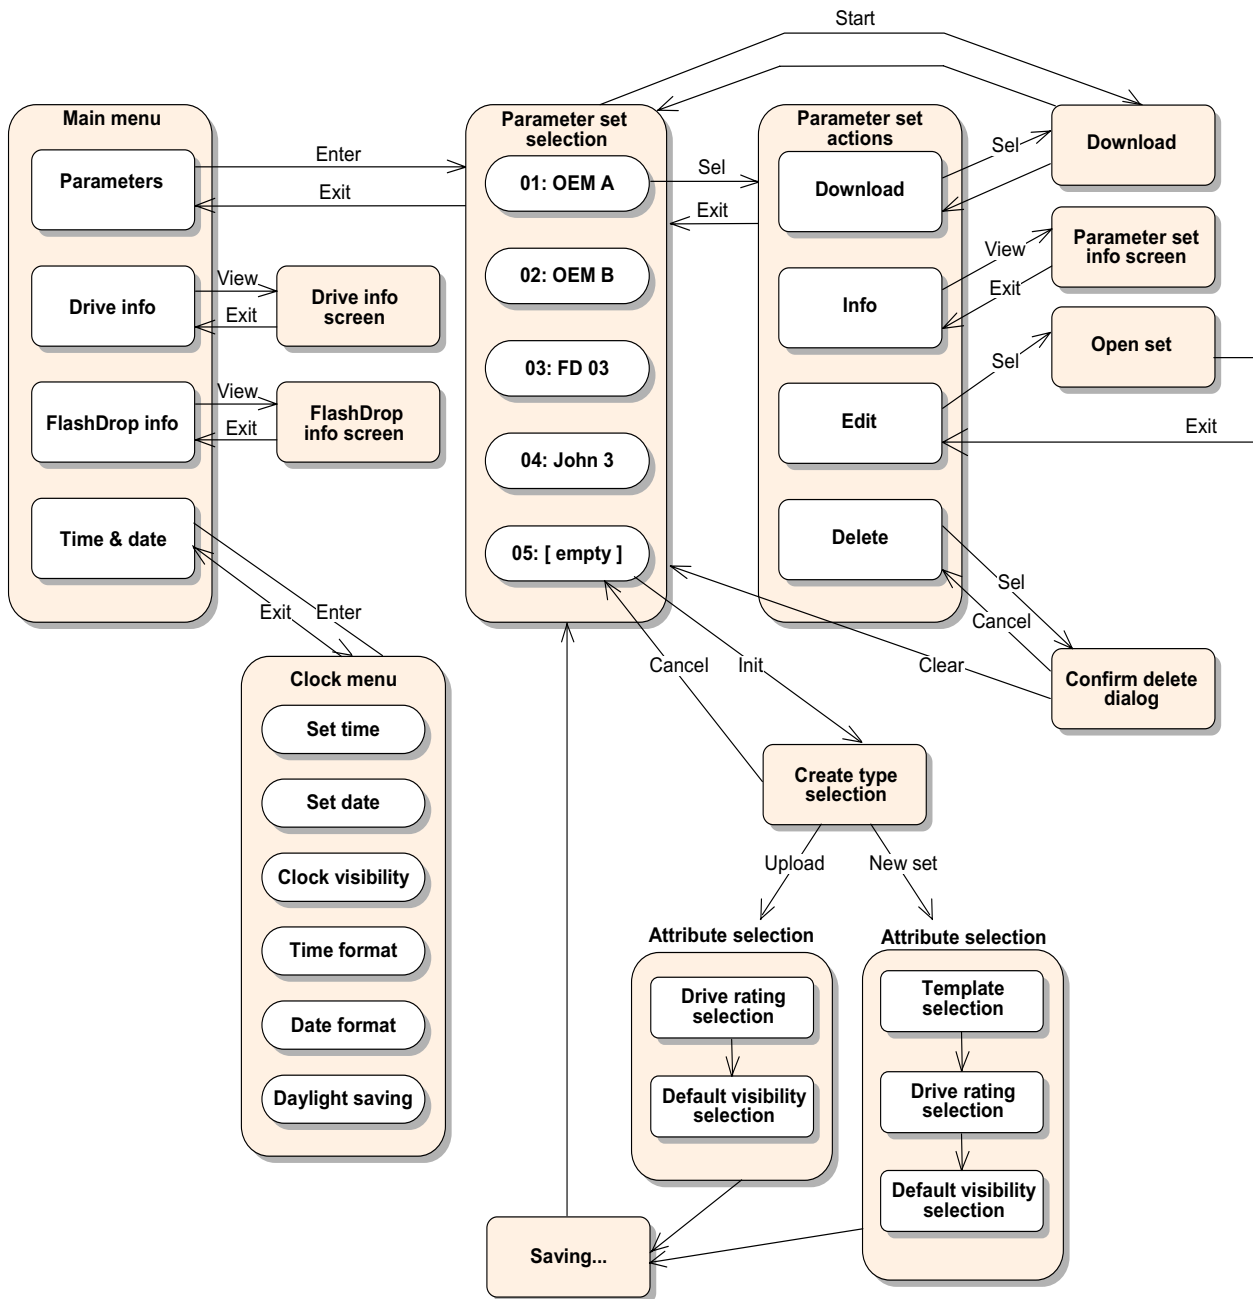 Start
Main menu
Parameters
Enter
Exit
Drive info
View
Exit
Drive info
screen
FlashDrop info
View
Exit
FlashDrop
info screen
Time & date
Exit
Enter
Parameter set
selection
01: OEM A
02: OEM B
03: FD 03
04: John 3
05: [ empty ]
Sel
Exit
Parameter set
actions
Download
Info
Edit
Delete
Sel
Download
View
Exit
Parameter set
info screen
Sel
Open set
Exit
Sel
Cancel
Clear
Confirm delete
dialog
Clock menu
Set time
Set date
Clock visibility
Time format
Date format
Daylight saving
Cancel
Init
Create type
selection
Upload
New set
Attribute selection
Drive rating
selection
Default visibility
selection
Attribute selection
Template
selection
Drive rating
selection
Default visibility
selection
Saving...